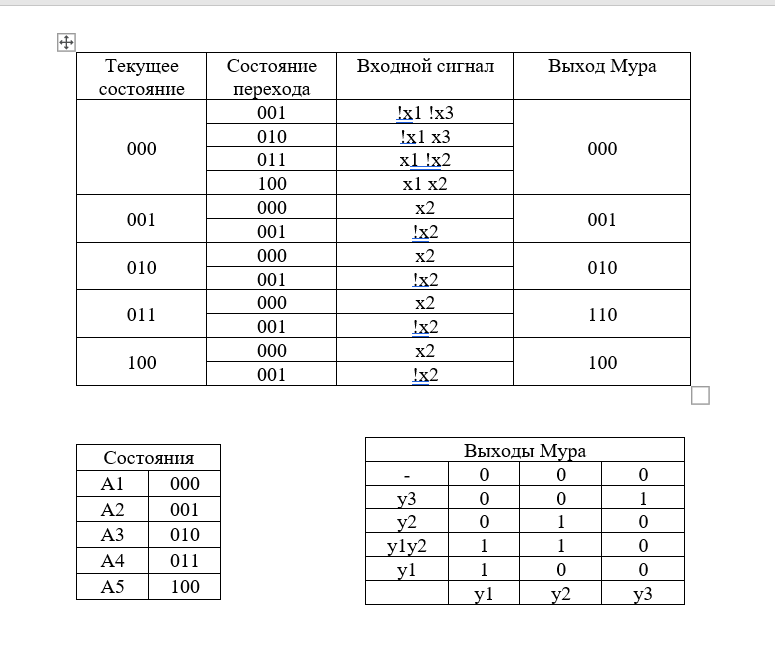 Текущее состояние Состояние перехода Входной сигнал Выход Мура
000 001 !x1 !x3 000
010 !x1 x3
011 x1 !x2
100 x1 x2
001 000 x2 001
001 !x2
010 000 x2 010
001 !x2
011 000 x2 110
001 !x2
100 000 x2 100
001 !x2
Состояния
A1 000
A2 001
A3 010
A4 011
A5 100
Выходы Мура
- 0 0 0
y3 0 0 1
y2 0 1 0
y1y2 1 1 0
y1 1 0 0
y1 y2 y3